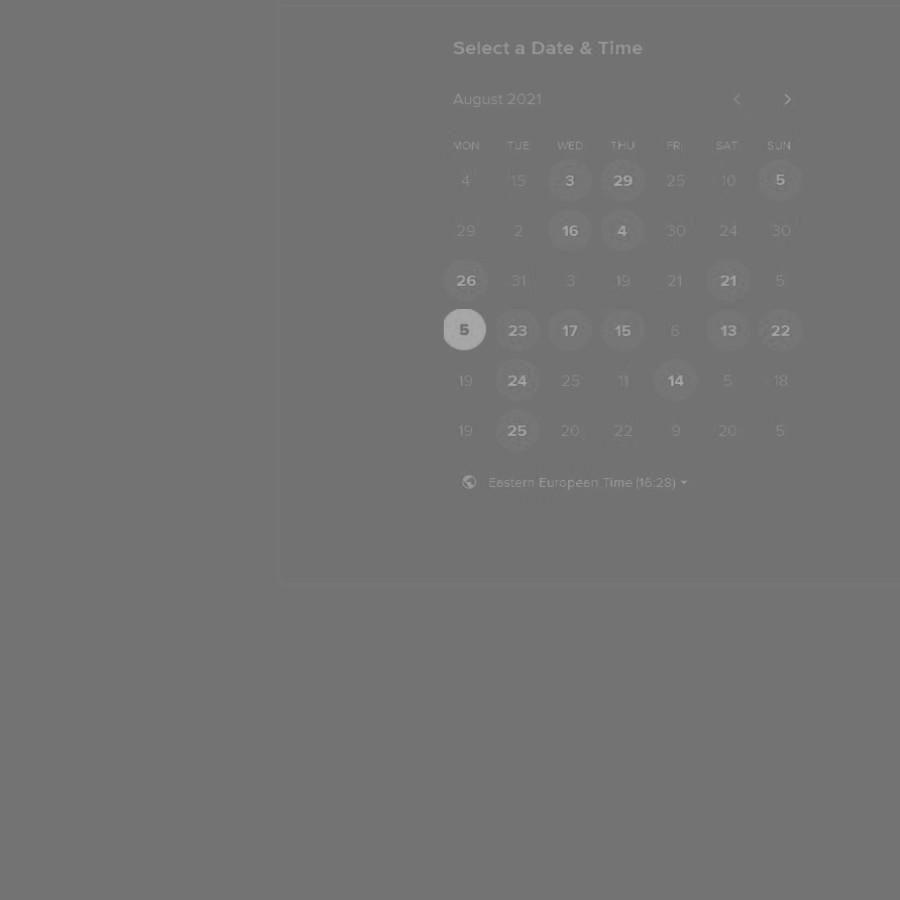 Select a Date & Time
August 2021
MON TUE WED THU FRI SAT SUN
4 15 3 29 25 10 5
29 2 16 4 30 24 30
26 31 3 19 21 21 5
5 23 17 15 6 13 22
19 24 25 11 14 5 18
19 25 20 22 9 20 5
Eastern European Time (16:28)